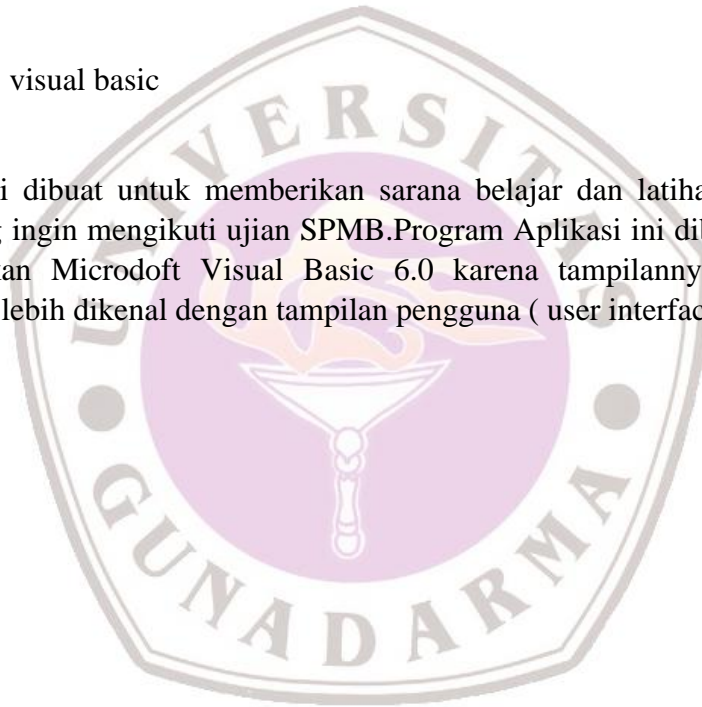 visual basic
i dibuat untuk memberikan sarana belajar dan latiha
ingin mengikuti ujian SPMB.Program Aplikasi ini dib
kan Microdoft Visual Basic 6.0 karena tampilanny
lebih dikenal dengan tampilan pengguna ( user interfac
UNIVERSITAS
GUNADARMA